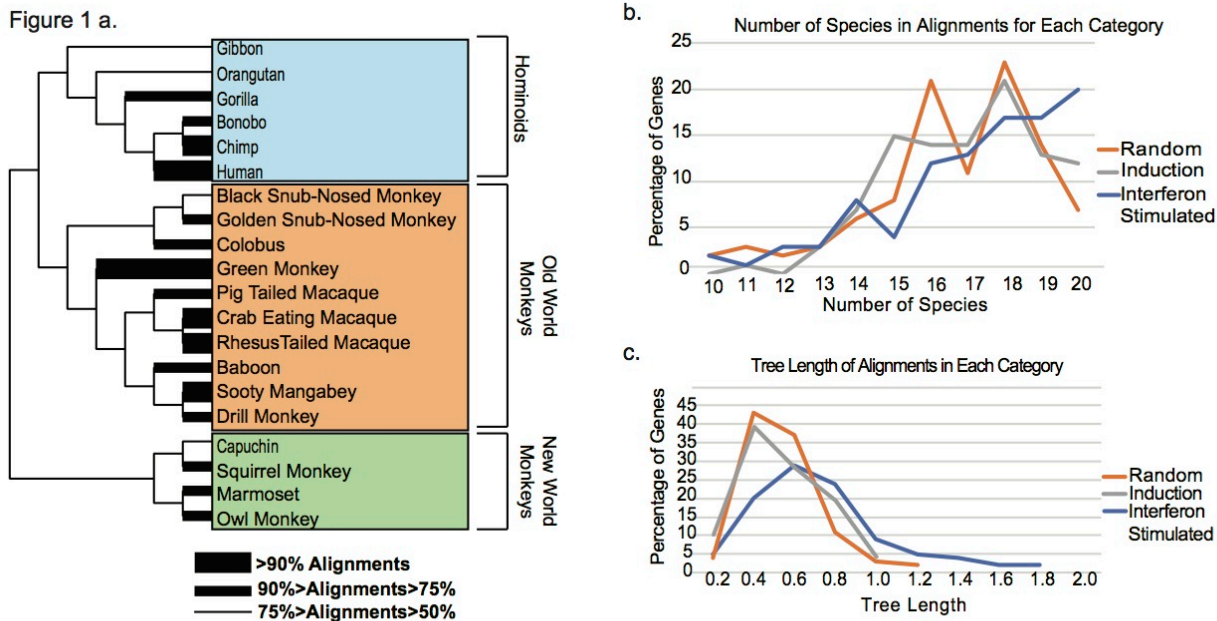 Figure 1 a.
Gibbon
Orangutan
Gorilla
Bonobo
Chimp
Human
Hominoids
Black Snub-Nosed Monkey
Golden Snub-Nosed Monkey
Colobus
Green Monkey
Pig Tailed Macaque
Crab Eating Macaque
RhesusTailed Macaque
Baboon
Sooty Mangabey
Drill Monkey
Old World
Monkeys
Capuchin
Squirrel Monkey
Marmoset
Owl Monkey
New World
Monkeys
>90% Alignments
90%>Alignments>75%
75%>Alignments>50%
b.
Number of Species in Alignments for Each Category
Percentage of Genes
25
20
15
10
5
0
10 11 12 13 14 15 16 17 18 19 20
Number of Species
Random
Induction
Interferon
Stimulated
c.
Tree Length of Alignments in Each Category
Percentage of Genes
45
40
35
30
25
20
15
10
5
0
0.2 0.4 0.6 0.8 1.0 1.2 1.4 1.6 1.8 2.0
Tree Length
Random
Induction
Interferon
Stimulated